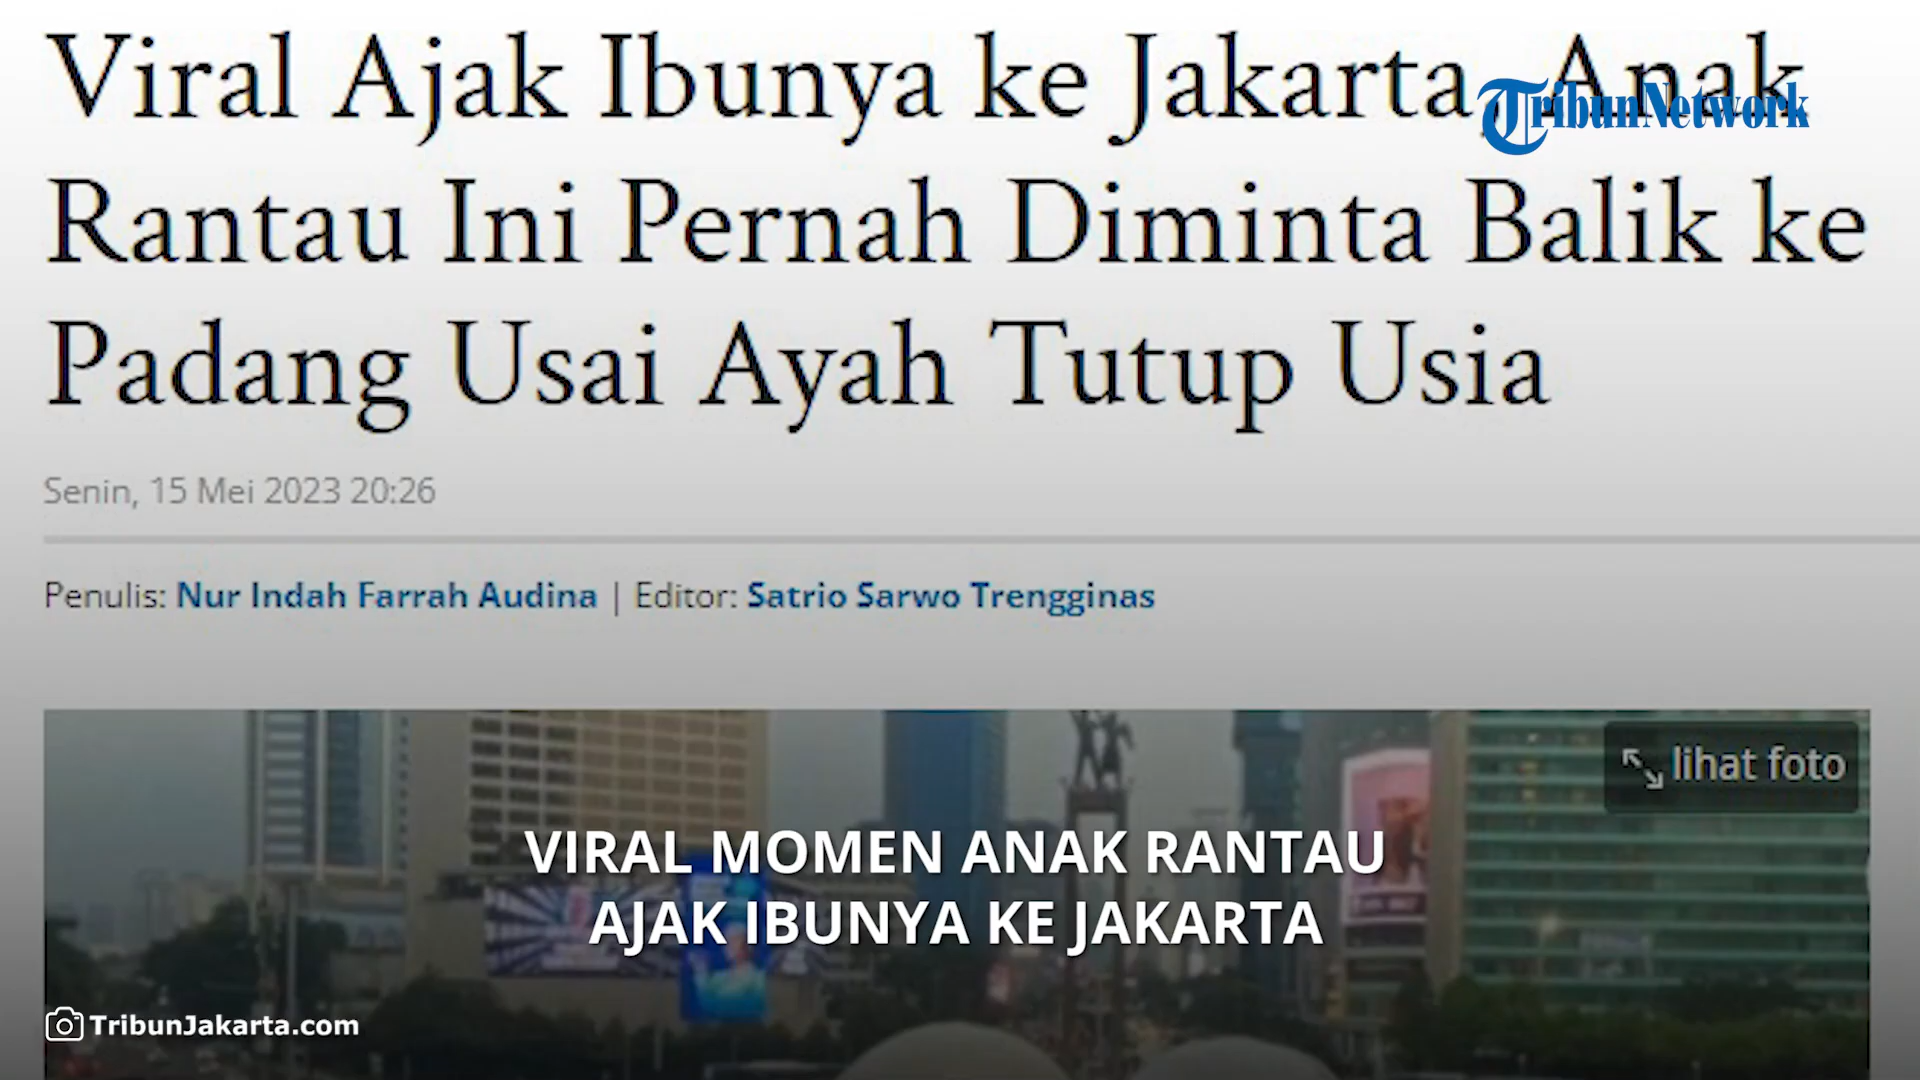 Viral Ajak Ibunya ke Jakarta, Anak
TribunNetwork
Rantau Ini Pernah Diminta Balik ke
Padang Usai Ayah Tutup Usia
Senin, 15 Mei 2023 20:26
Penulis: Nur Indah Farrah Audina | Editor: Satrio Sarwo Trengginas
lihat foto
VIRAL MOMEN ANAK RANTAU
AJAK IBUNYA KE JAKARTA
TribunJakarta.com